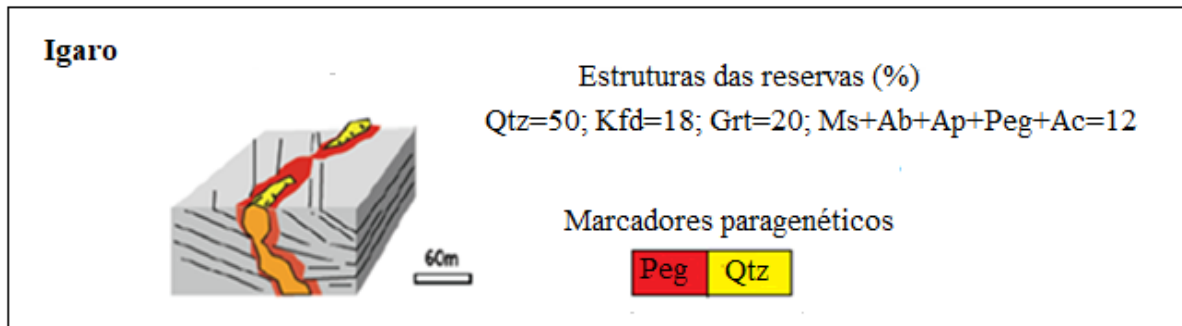 Igaro
Estruturas das reservas (%)
Qtz=50; Kfd=18; Grt=20; Ms+Ab+Ap+Peg+Ac=12
Marcadores paragenéticos
60m
Peg Qtz